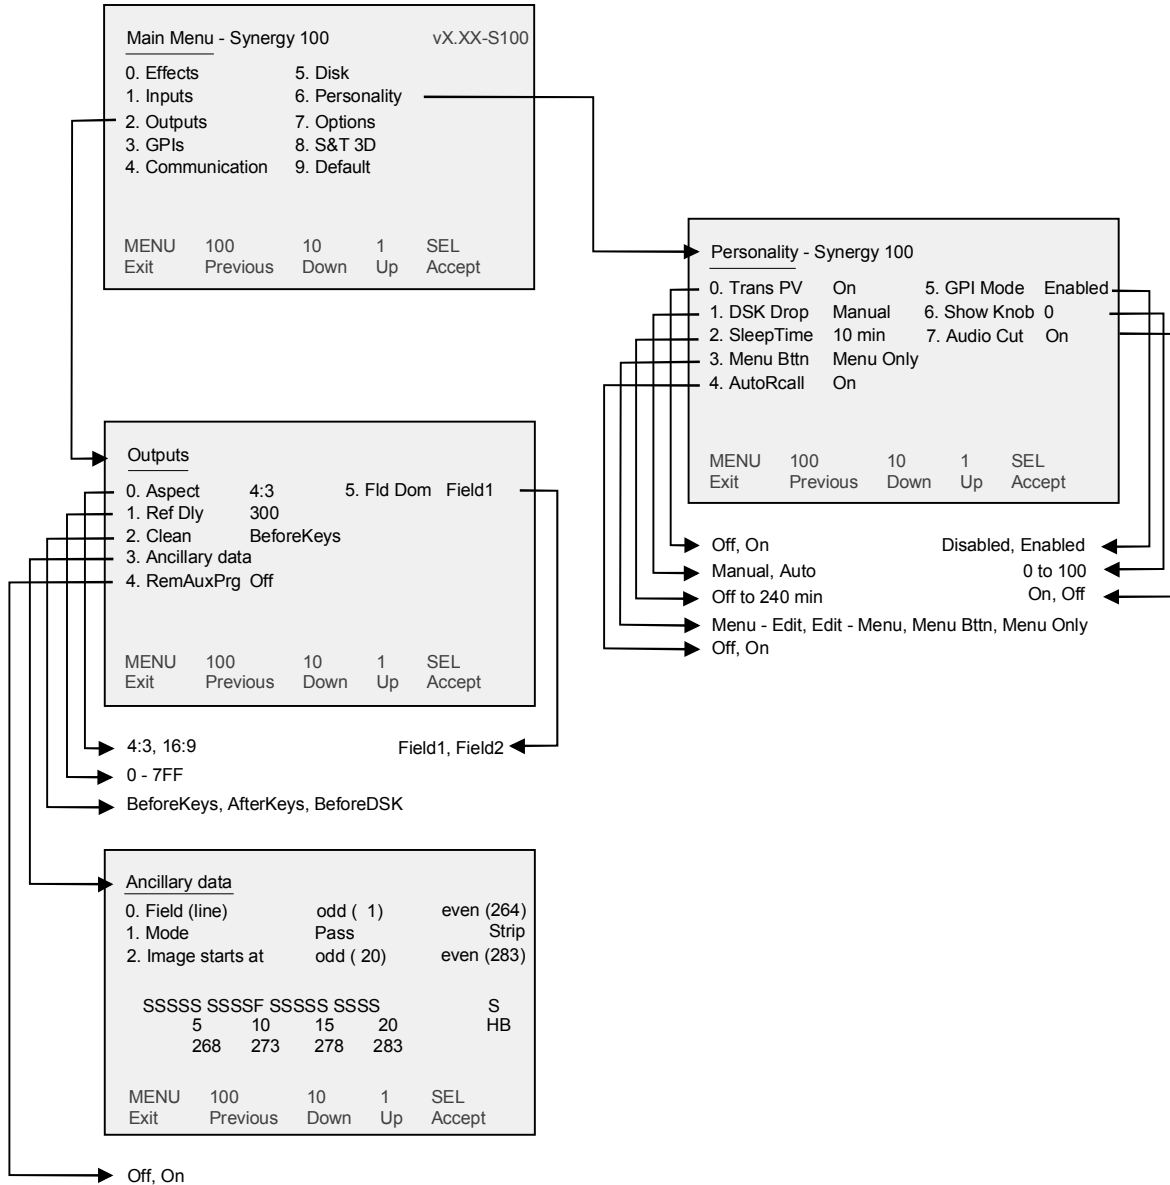 Main Menu - Synergy 100 vX.XX-S100
0. Effects 5. Disk
1. Inputs 6. Personality
2. Outputs 7. Options
3. GPIs 8. S&T 3D
4. Communication 9. Default
MENU 100 10 1 SEL
Exit Previous Down Up Accept
Personality - Synergy 100
0. Trans PV On 5. GPI Mode Enabled
1. DSK Drop Manual 6. Show Knob 0
2. SleepTime 10 min 7. Audio Cut On
3. Menu Bttn Menu Only
4. AutoRcall On
MENU 100 10 1 SEL
Exit Previous Down Up Accept
Off, On Disabled, Enabled
Manual, Auto 0 to 100
Off to 240 min On, Off
Menu - Edit, Edit - Menu, Menu Bttn, Menu Only
Off, On
Outputs
0. Aspect 4:3 5. Fld Dom Field1
1. Ref Dly 300
2. Clean BeforeKeys
3. Ancillary data
4. RemAuxPrg Off
MENU 100 10 1 SEL
Exit Previous Down Up Accept
4:3, 16:9 Field1, Field2
0 - 7FF
BeforeKeys, AfterKeys, BeforeDSK
Ancillary data
0. Field (line) odd ( 1) even (264)
1. Mode Pass Strip
2. Image starts at odd ( 20) even (283)
SSSSS SSSSF SSSSS SSSS S
5 10 15 20 HB
268 273 278 283
MENU 100 10 1 SEL
Exit Previous Down Up Accept
Off, On